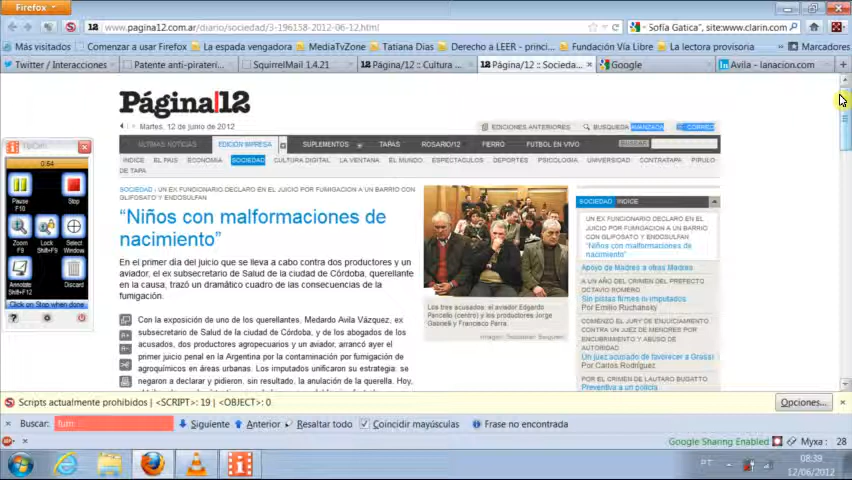 Firefox
www.pagina12.com.ar/diario/sociedad/3-196158-2012-06-12.html
"Sofía Gatica", site:www.clarin.com
Más visitados
Comenzar a usar Firefox
La espada vengadora
MediaTvZone
Tatiana Dias
Derecho a LEER - princi...
Fundación Vía Libre
La lectora provisoria
Marcadores
Twitter / Interacciones
Patente anti-pirateri...
SquirrelMail 1.4.21
12 Página/12 :: Cultura ...
12 Página/12 :: Socieda...
Google
Avila - lanacion.com
Página|12
Martes, 12 de junio de 2012
EDICIONES ANTERIORES
BUSQUEDA AVANZADA
CORREO
ULTIMAS NOTICIAS
EDICION IMPRESA
SUPLEMENTOS
TAPAS
ROSARIO/12
FIERRO
FUTBOL EN VIVO
BUSCAR
INDICE
EL PAIS
ECONOMIA
SOCIEDAD
CULTURA DIGITAL
LA VENTANA
EL MUNDO
ESPECTACULOS
DEPORTES
PSICOLOGIA
UNIVERSIDAD
CONTRATAPA
PIRULO
DE TAPA
SOCIEDAD : UN EX FUNCIONARIO DECLARO EN EL JUICIO POR FUMIGACION A UN BARRIO CON
GLIFOSATO Y ENDOSULFAN
"Niños con malformaciones de
nacimiento"
En el primer día del juicio que se lleva a cabo contra dos productores y un
aviador, el ex subsecretario de Salud de la ciudad de Córdoba, querellante
en la causa, trazó un dramático cuadro de las consecuencias de la
fumigación.
Con la exposición de uno de los querellantes, Medardo Avila Vázquez, ex
subsecretario de Salud de la ciudad de Córdoba, y de los abogados de los
acusados, dos productores agropecuarios y un aviador, arrancó ayer el
primer juicio penal en la Argentina por la contaminación por fumigación de
agroquímicos en áreas urbanas. Los imputados unificaron su estrategia: se
negaron a declarar y pidieron, sin resultado, la anulación de la querella. Hoy,
Los tres acusados: el aviador Edgardo
Pancello (centro) y los productores Jorge
Gabrielli y Francisco Parra.
SOCIEDAD INDICE
UN EX FUNCIONARIO DECLARO EN EL
JUICIO POR FUMIGACION A UN BARRIO
CON GLIFOSATO Y ENDOSULFAN
"Niños con malformaciones de
nacimiento"
Apoyo de Madres a otras Madres
A UN AÑO DEL CRIMEN DEL PREFECTO
OCTAVIO ROMERO
Sin pistas firmes ni imputados
Por Emilio Ruchansky
COMENZO EL JURY DE ENJUICIAMIENTO
CONTRA UN JUEZ DE MENORES POR
ENCUBRIMIENTO Y ABUSO DE
AUTORIDAD
Un juez acusado de favorecer a Grassi
Por Carlos Rodríguez
POR EL CRIMEN DE LAUTARO BUGATTO
Preventiva a un policía
0:64
Pause
F10
Stop
Zoom
F9
Lock
Shift+F9
Select
Window
Annotate
Shift+F12
Discard
Click on Stop when done
Scripts actualmente prohibidos | <SCRIPT>: 19 | <OBJECT>: 0
Opciones...
Buscar:
fum
Siguiente
Anterior
Resaltar todo
Coincidir mayúsculas
Frase no encontrada
Google Sharing Enabled
Myxa :
28
PT
08:39
12/06/2012